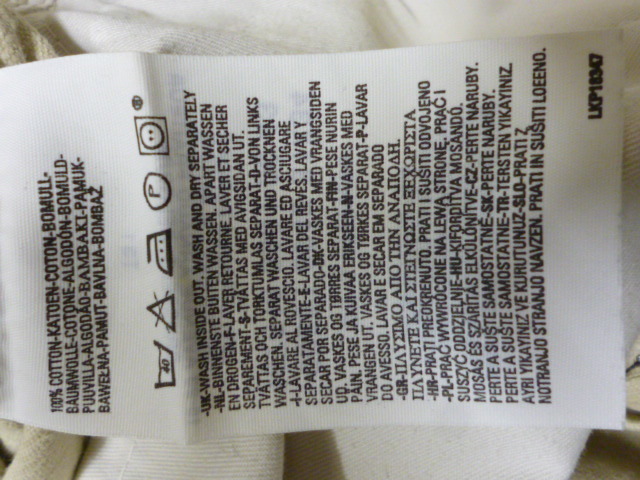 100% COTTON-KATOEN-COTON-BOMULL-
BAUMWOLLE-COTONE-ALGODÓN-BOMULD-
PUUVILLA-ALGODÃO-ΒΑΜΒΑΚΙ-PAMUK-
BAWEŁNA-PAMUT-BAVLNA-BOMBAŽ
40
P
®
-UK-WASH INSIDE OUT, WASH AND DRY SEPARATELY
-NL-BINNENSTE BUITEN WASSEN, APART WASSEN
EN DROGEN-F-LAVER RETOURNE, LAVER ET SECHER
SEPAREMENT-S-TVÄTTAS MED AVIGSIDAN UT.
TVÄTTAS OCH TORKTUMLAS SEPARAT-D-VON LINKS
WASCHEN, SEPARAT WASCHEN UND TROCKNEN
-I-LAVARE AL ROVESCIO. LAVARE ED ASCIUGARE
SEPARATAMENTE-E-LAVAR DEL REVES. LAVAR Y
SECAR POR SEPARADO-DK-VASKES MED VRANGSIDEN
UD. VASKES OG TØRRES SEPARAT-FIN-PESE NURIN
PÄIN, PESE JA KUIVAA ERIKSEEN-N-VASKES MED
VRANGEN UT. VASKES OG TØRKES SEPARAT-P-LAVAR
DO AVESSO. LAVAR E SECAR EM SEPARADO
-GR-ΠΛΥΣΙΜΟ ΑΠΟ ΤΗΝ ΑΝΑΠΟΔΗ.
ΠΛΥΝΕΤΕ ΚΑΙ ΣΤΕΓΝΩΣΤΕ ΞΕΧΩΡΙΣΤΑ
-HR-PRATI PREOKRENUTO. PRATI I SUŠITI ODVOJENO
-PL-PRAĆ WYWRÓCONE NA LEWĄ STRONĘ, PRAĆ I
SUSZYĆ ODDZIELNIE-HU-KIFORDÍTVA MOSANDÓ.
MOSÁS ÉS SZÁRÍTÁS ELKÜLÖNÍTVE-CZ-PERTE NARUBY.
PERTE A SUŠTE SAMOSTATNĚ-SK-PERTE NARUBY.
PERTE A SUŠTE SAMOSTATNE-TR-TERSTEN YIKAYINIZ.
AYRI YIKAYINIZ VE KURUTUNUZ-SLO-PRATI Z
NOTRANJO NAVZEN. PRATI IN SUŠITI LOEENO.
LKP18347